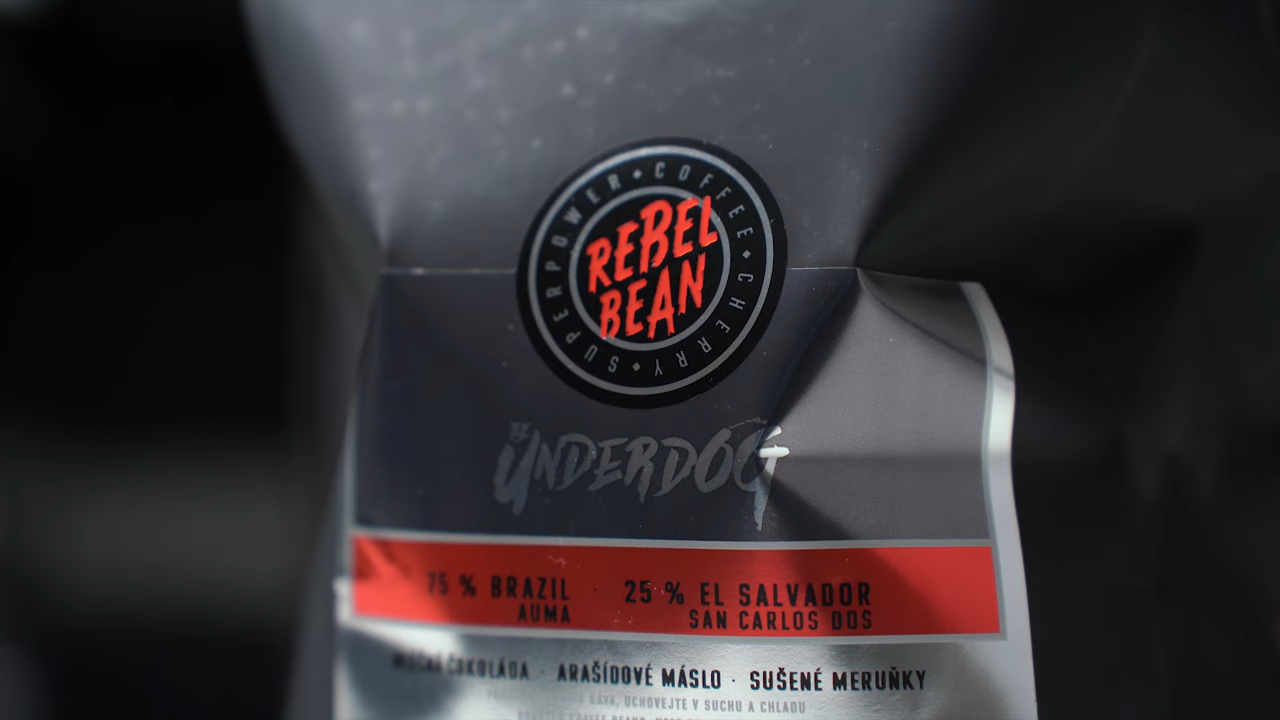 SUPERPOWER • COFFEE • CHERRY •
REBEL
BEAN
THE
UNDERDOG
75 % BRAZIL · 25 % EL SALVADOR
AUMA SAN CARLOS DOS
ČOKOLÁDA · ARAŠÍDOVÉ MÁSLO · SUŠENÉ MERUŇKY
KÁVA, UCHOVEJTE V SUCHU A CHLADU